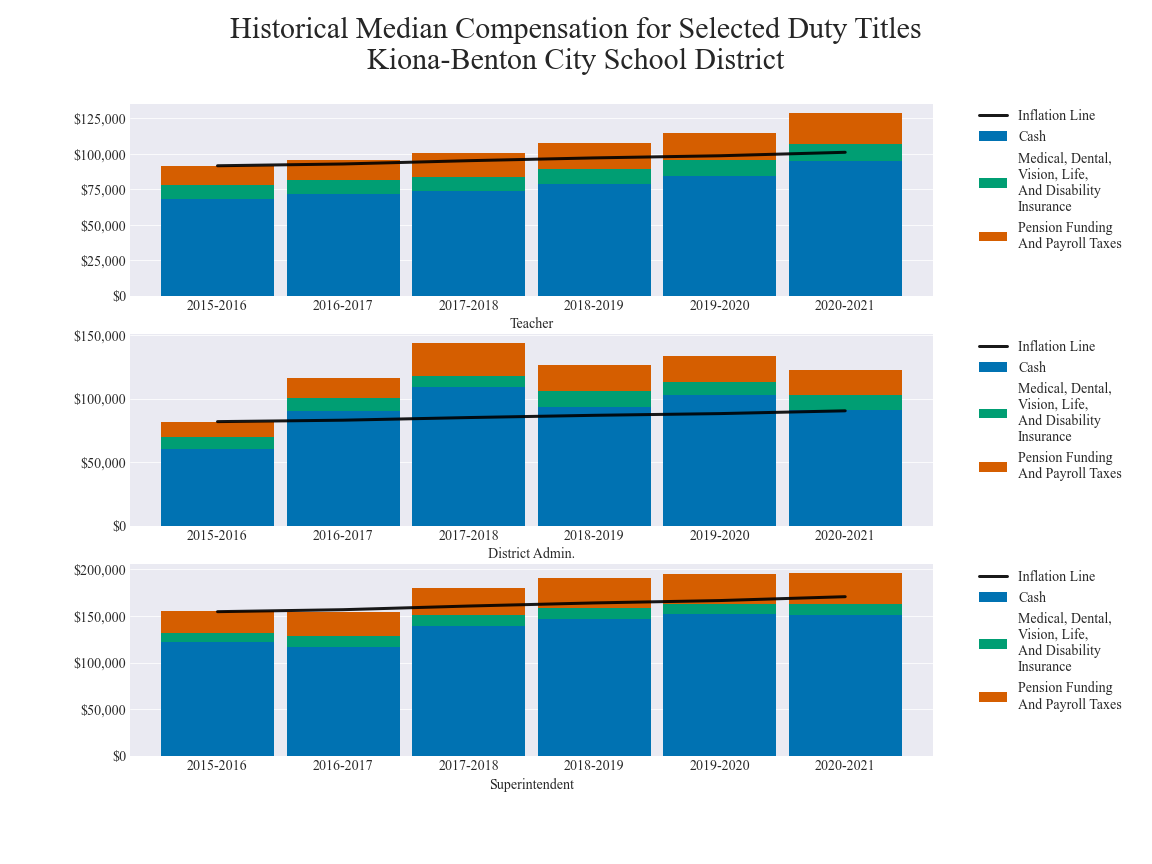 Historical Median Compensation for Selected Duty Titles
Kiona-Benton City School District
$125,000
$100,000
$75,000
$50,000
$25,000
$0
2015-2016 2016-2017 2017-2018 2018-2019 2019-2020 2020-2021
Teacher
Inflation Line
Cash
Medical, Dental,
Vision, Life,
And Disability
Insurance
Pension Funding
And Payroll Taxes
$150,000
$100,000
$50,000
$0
2015-2016 2016-2017 2017-2018 2018-2019 2019-2020 2020-2021
District Admin.
Inflation Line
Cash
Medical, Dental,
Vision, Life,
And Disability
Insurance
Pension Funding
And Payroll Taxes
$200,000
$150,000
$100,000
$50,000
$0
2015-2016 2016-2017 2017-2018 2018-2019 2019-2020 2020-2021
Superintendent
Inflation Line
Cash
Medical, Dental,
Vision, Life,
And Disability
Insurance
Pension Funding
And Payroll Taxes